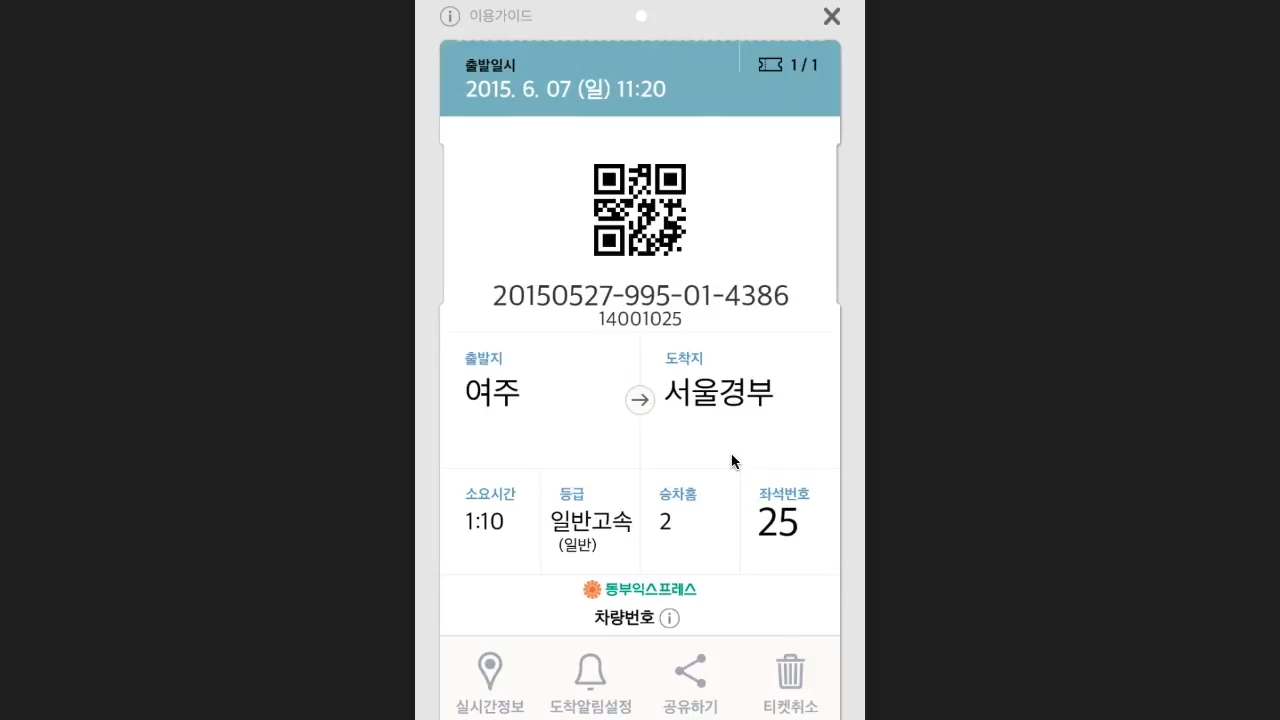 이용가이드
출발일시
1 / 1
2015. 6. 07 (일) 11:20
20150527-995-01-4386
14001025
출발지
도착지
여주
서울경부
소요시간
등급
승차홈
좌석번호
1:10
일반고속
2
25
(일반)
동부익스프레스
차량번호
실시간정보
도착알림설정
공유하기
티켓취소